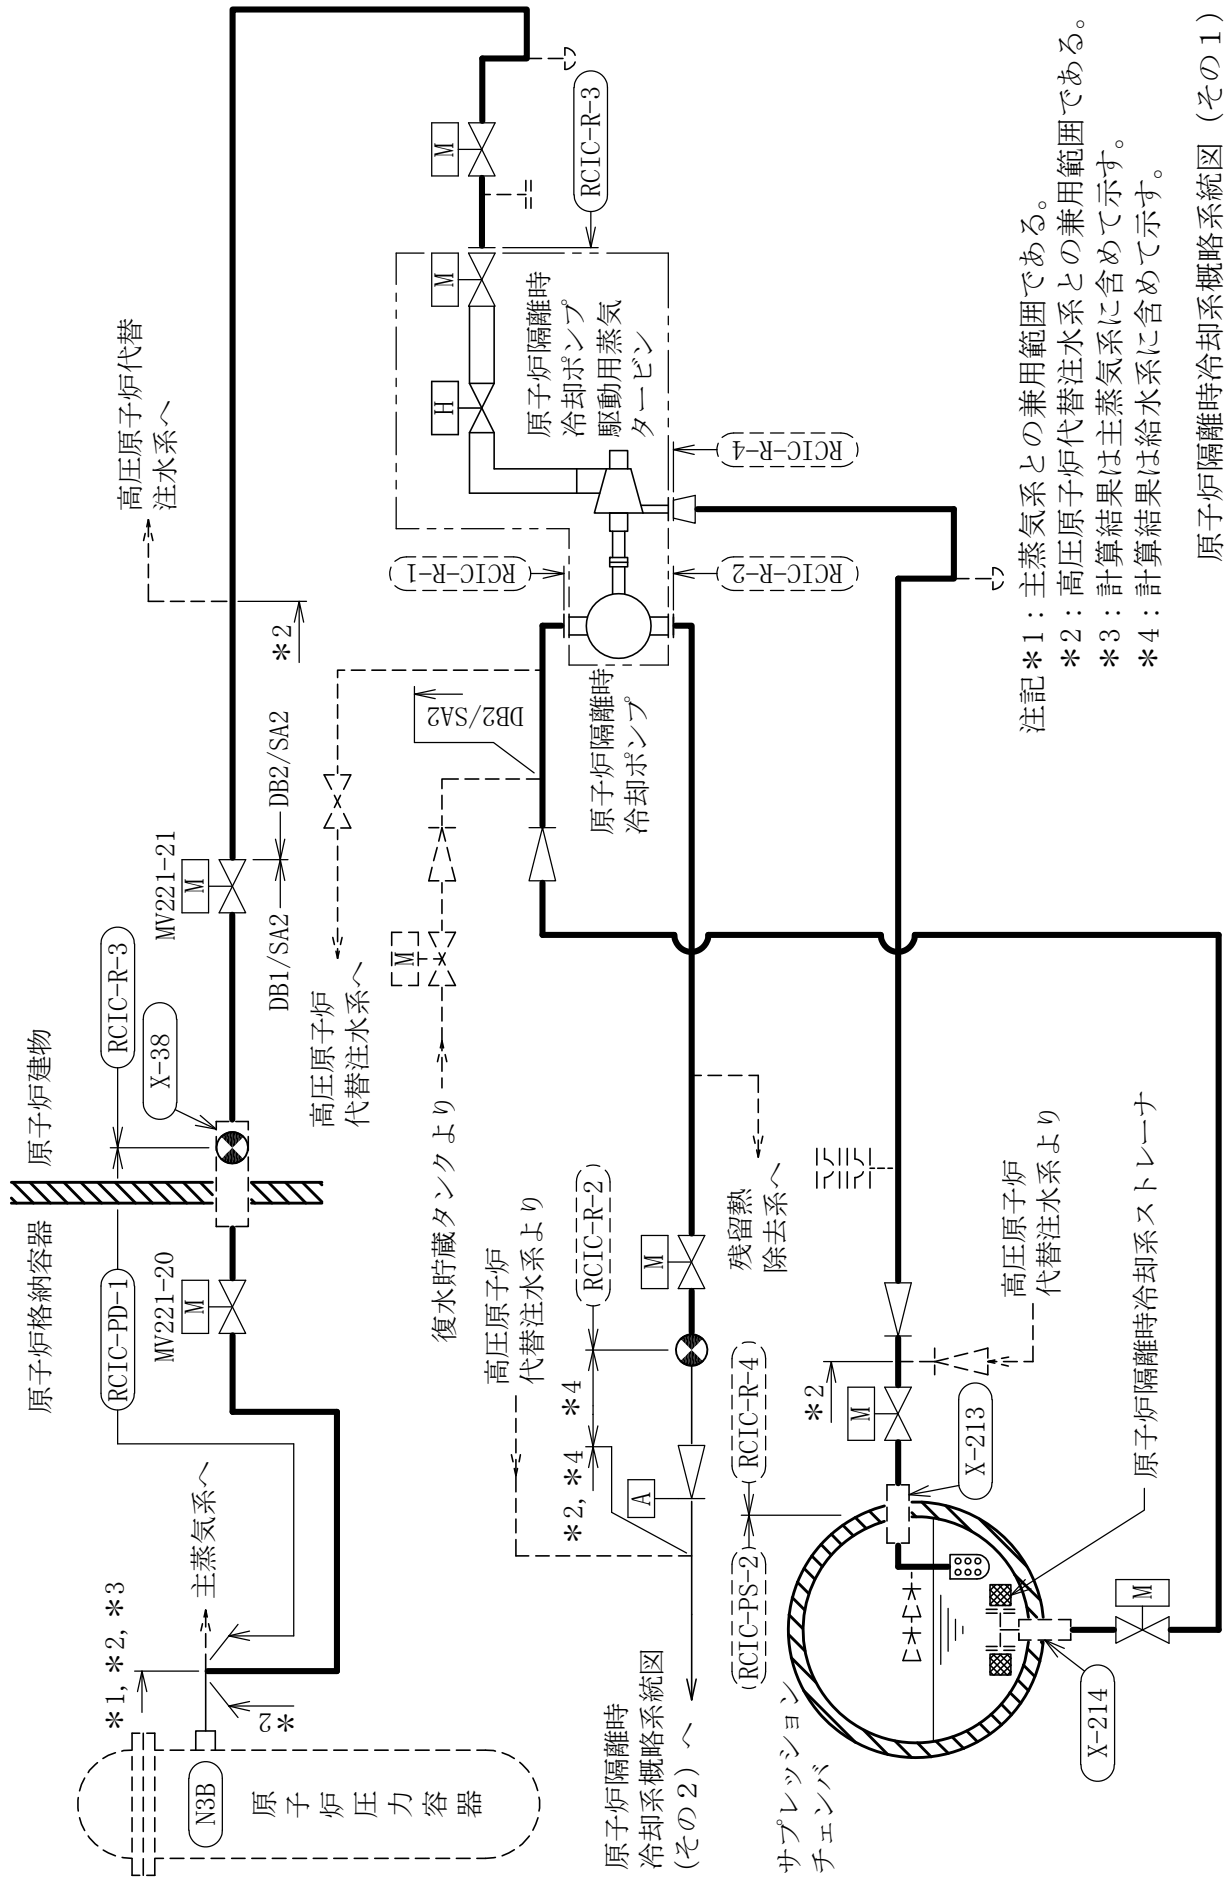 原子炉圧力容器
N3B
*1, *2, *3
*2
主蒸気系へ
原子炉格納容器
原子炉建物
RCIC-PD-1
RCIC-R-3
X-38
MV221-20
M
MV221-21
M
DB1/SA2
DB2/SA2
*2
高圧原子炉代替
注水系へ
M
RCIC-R-3
M
H
原子炉隔離時
冷却ポンプ
駆動用蒸気
タービン
RCIC-R-4
RCIC-R-1
RCIC-R-2
原子炉隔離時
冷却ポンプ
DB2/SA2
高圧原子炉
代替注水系へ
M
復水貯蔵タンクより
高圧原子炉
代替注水系より
RCIC-R-2
*4
*2, *4
A
M
残留熱
除去系へ
原子炉隔離時
冷却系概略系統図
(その2) へ
サプレッション
チェンバ
RCIC-PS-2
RCIC-R-4
*2
M
X-213
高圧原子炉
代替注水系より
原子炉隔離時冷却系ストレーナ
X-214
M
注記*1：主蒸気系との兼用範囲である。
*2：高圧原子炉代替注水系との兼用範囲である。
*3：計算結果は主蒸気系に含めて示す。
*4：計算結果は給水系に含めて示す。
原子炉隔離時冷却系概略系統図（その1）